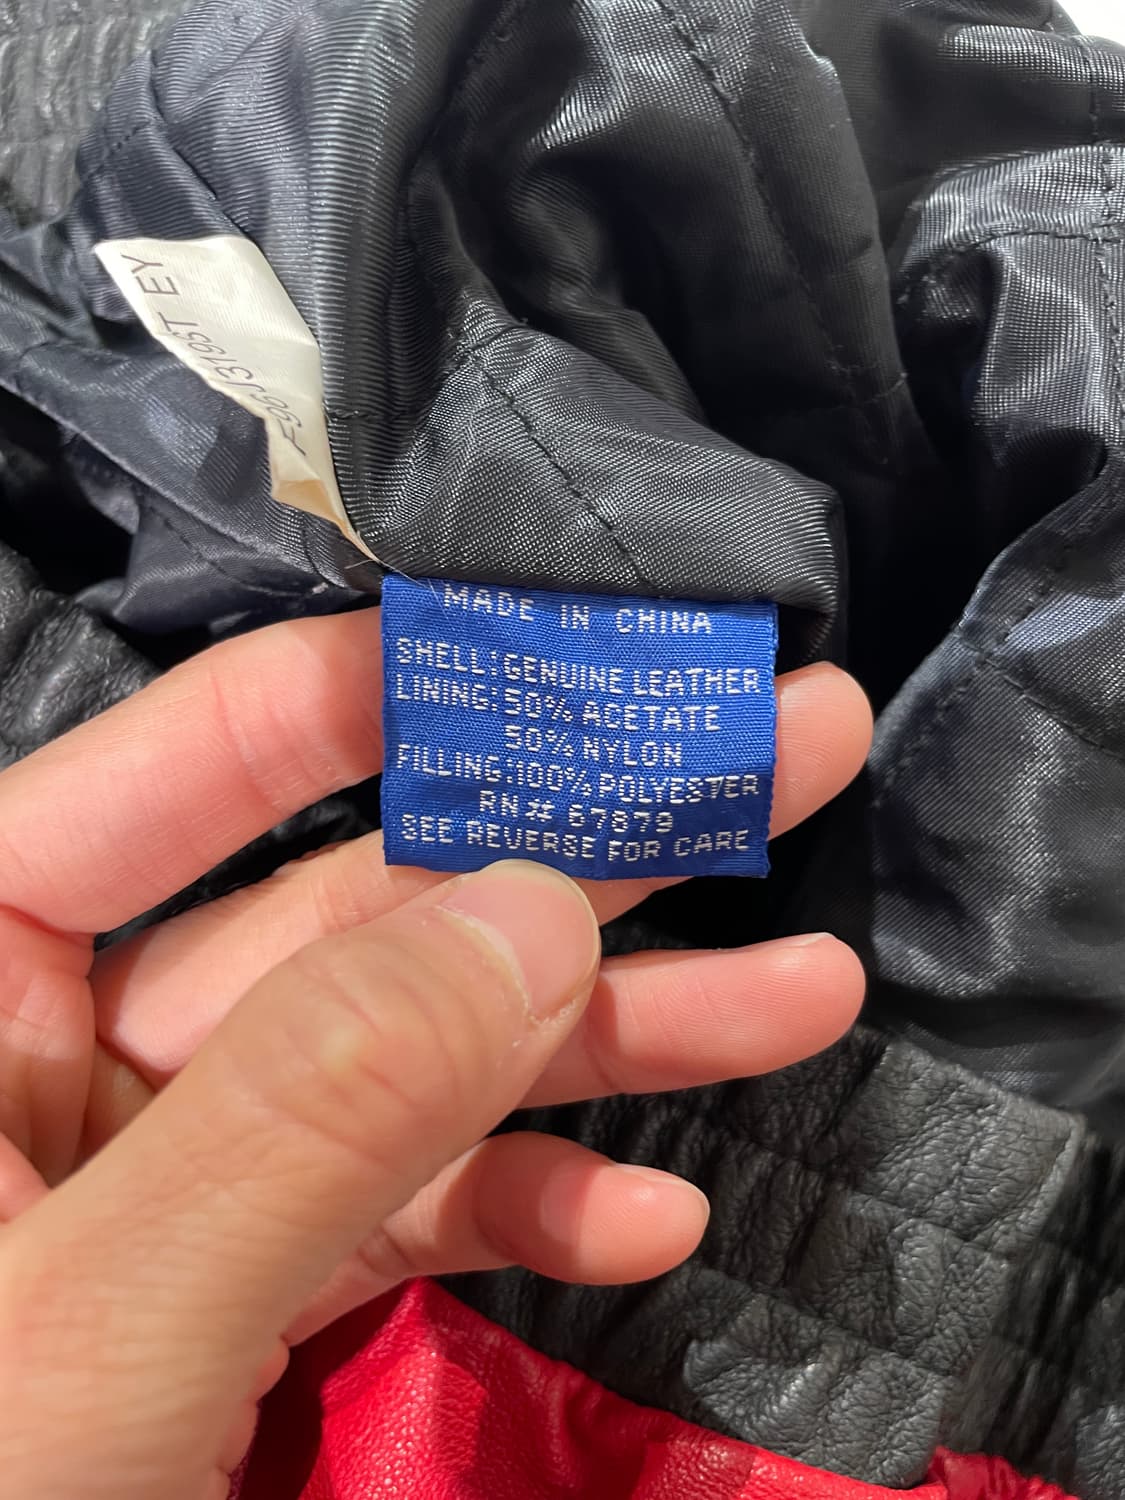 F96J319ST EY
MADE IN CHINA
SHELL:GENUINE LEATHER
LINING:50% ACETATE
50% NYLON
FILLING:100% POLYESTER
RN# 67879
SEE REVERSE FOR CARE